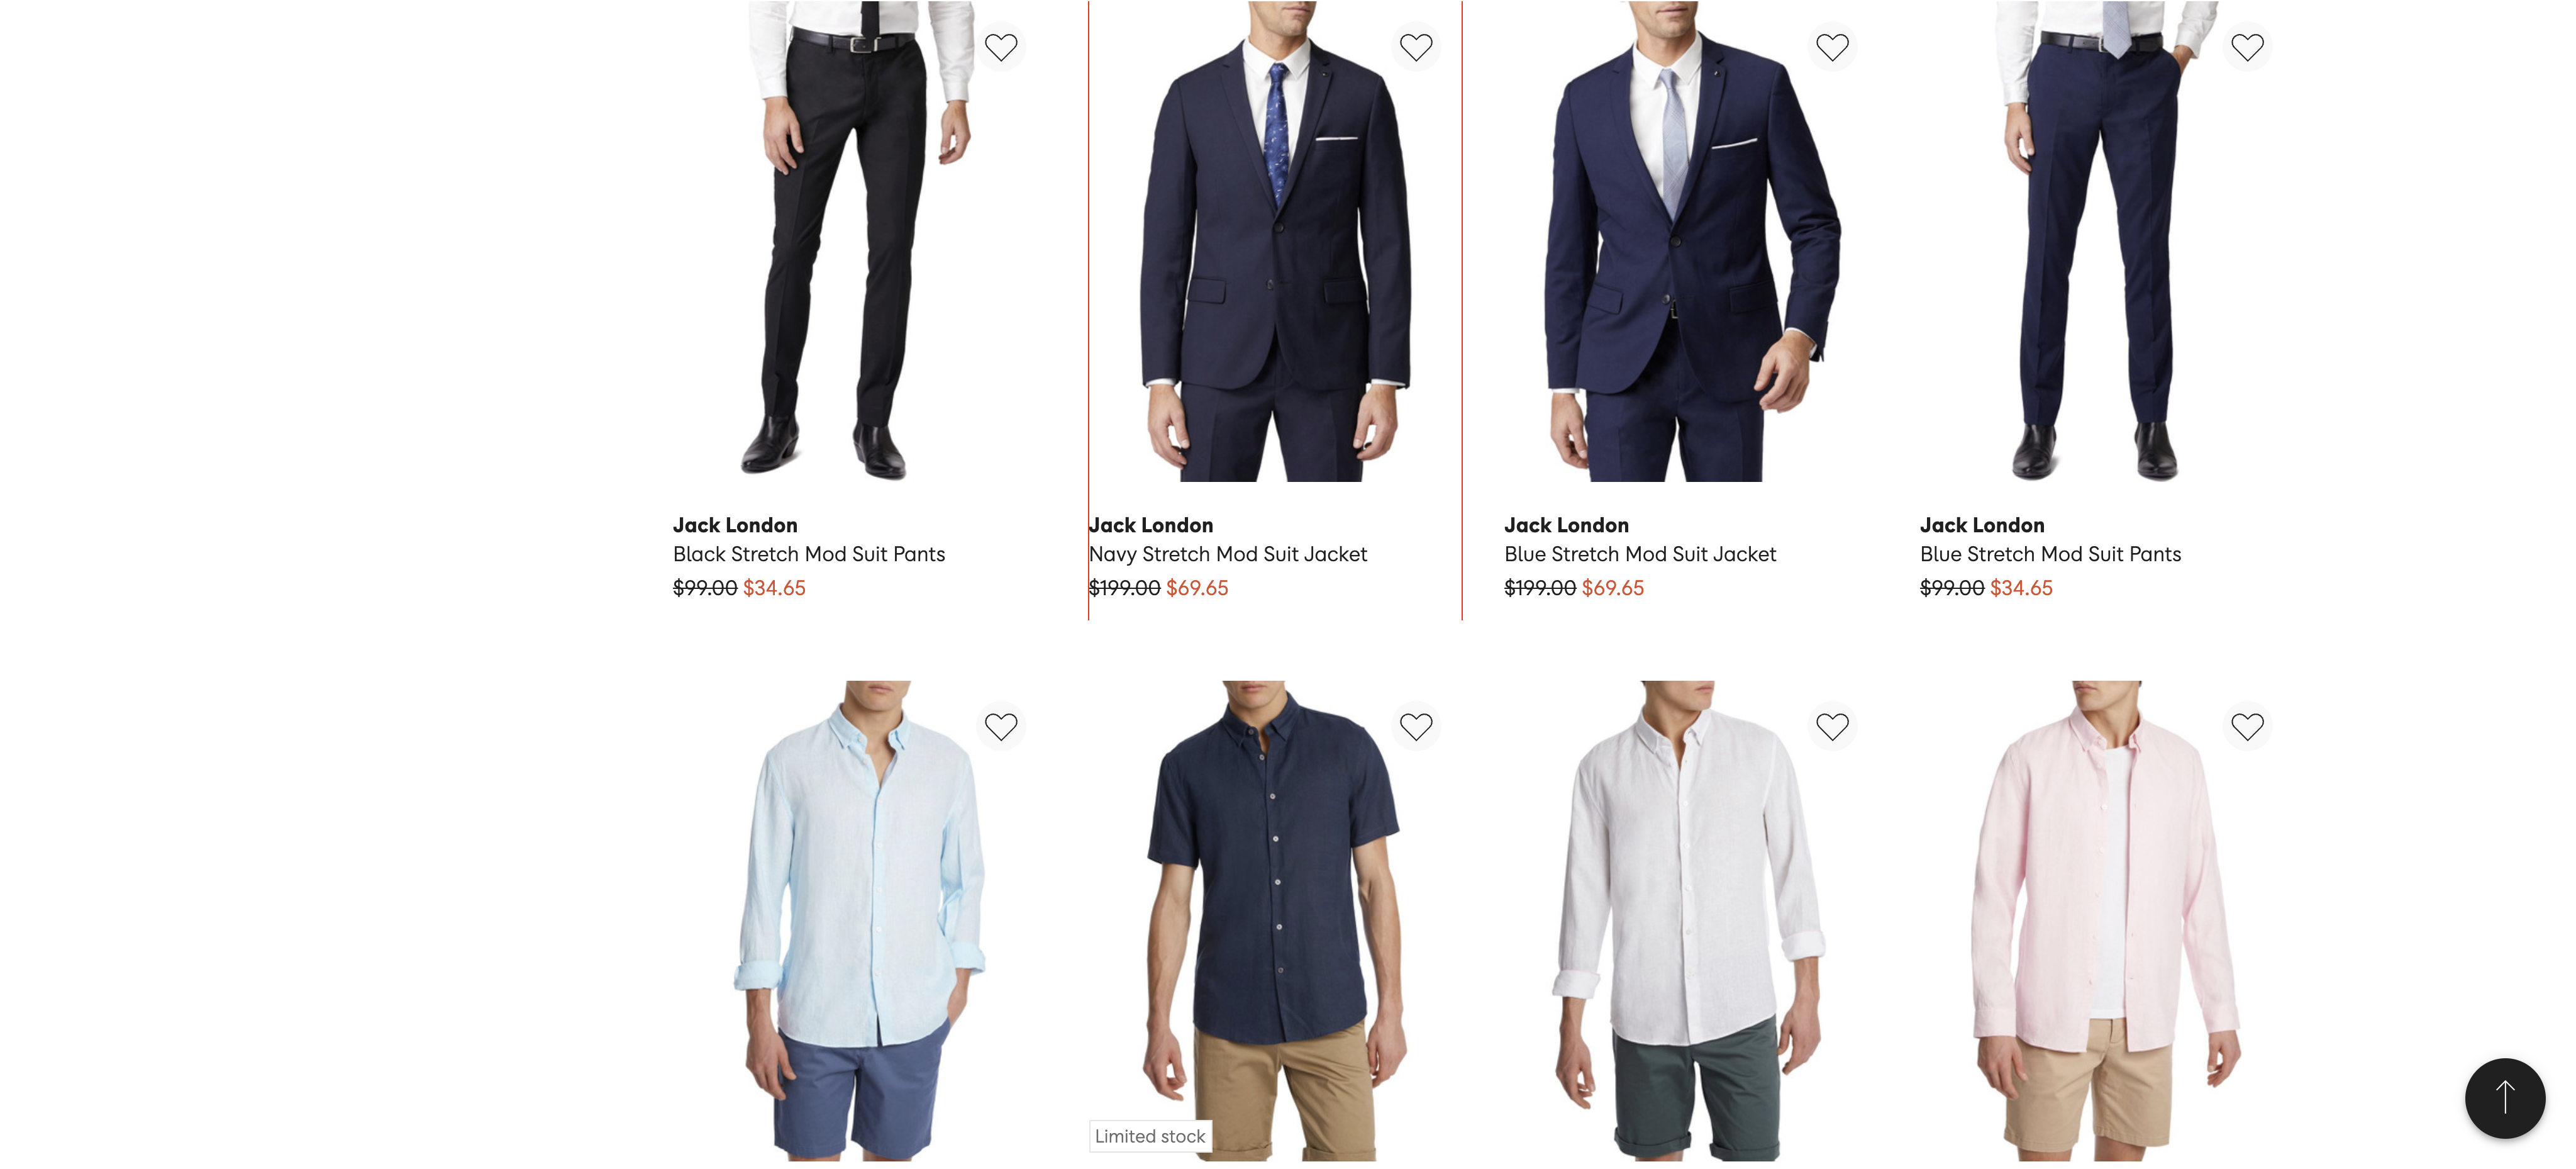 Jack London
Black Stretch Mod Suit Pants
$99.00 $34.65
Jack London
Navy Stretch Mod Suit Jacket
$199.00 $69.65
Jack London
Blue Stretch Mod Suit Jacket
$199.00 $69.65
Jack London
Blue Stretch Mod Suit Pants
$99.00 $34.65
Limited stock